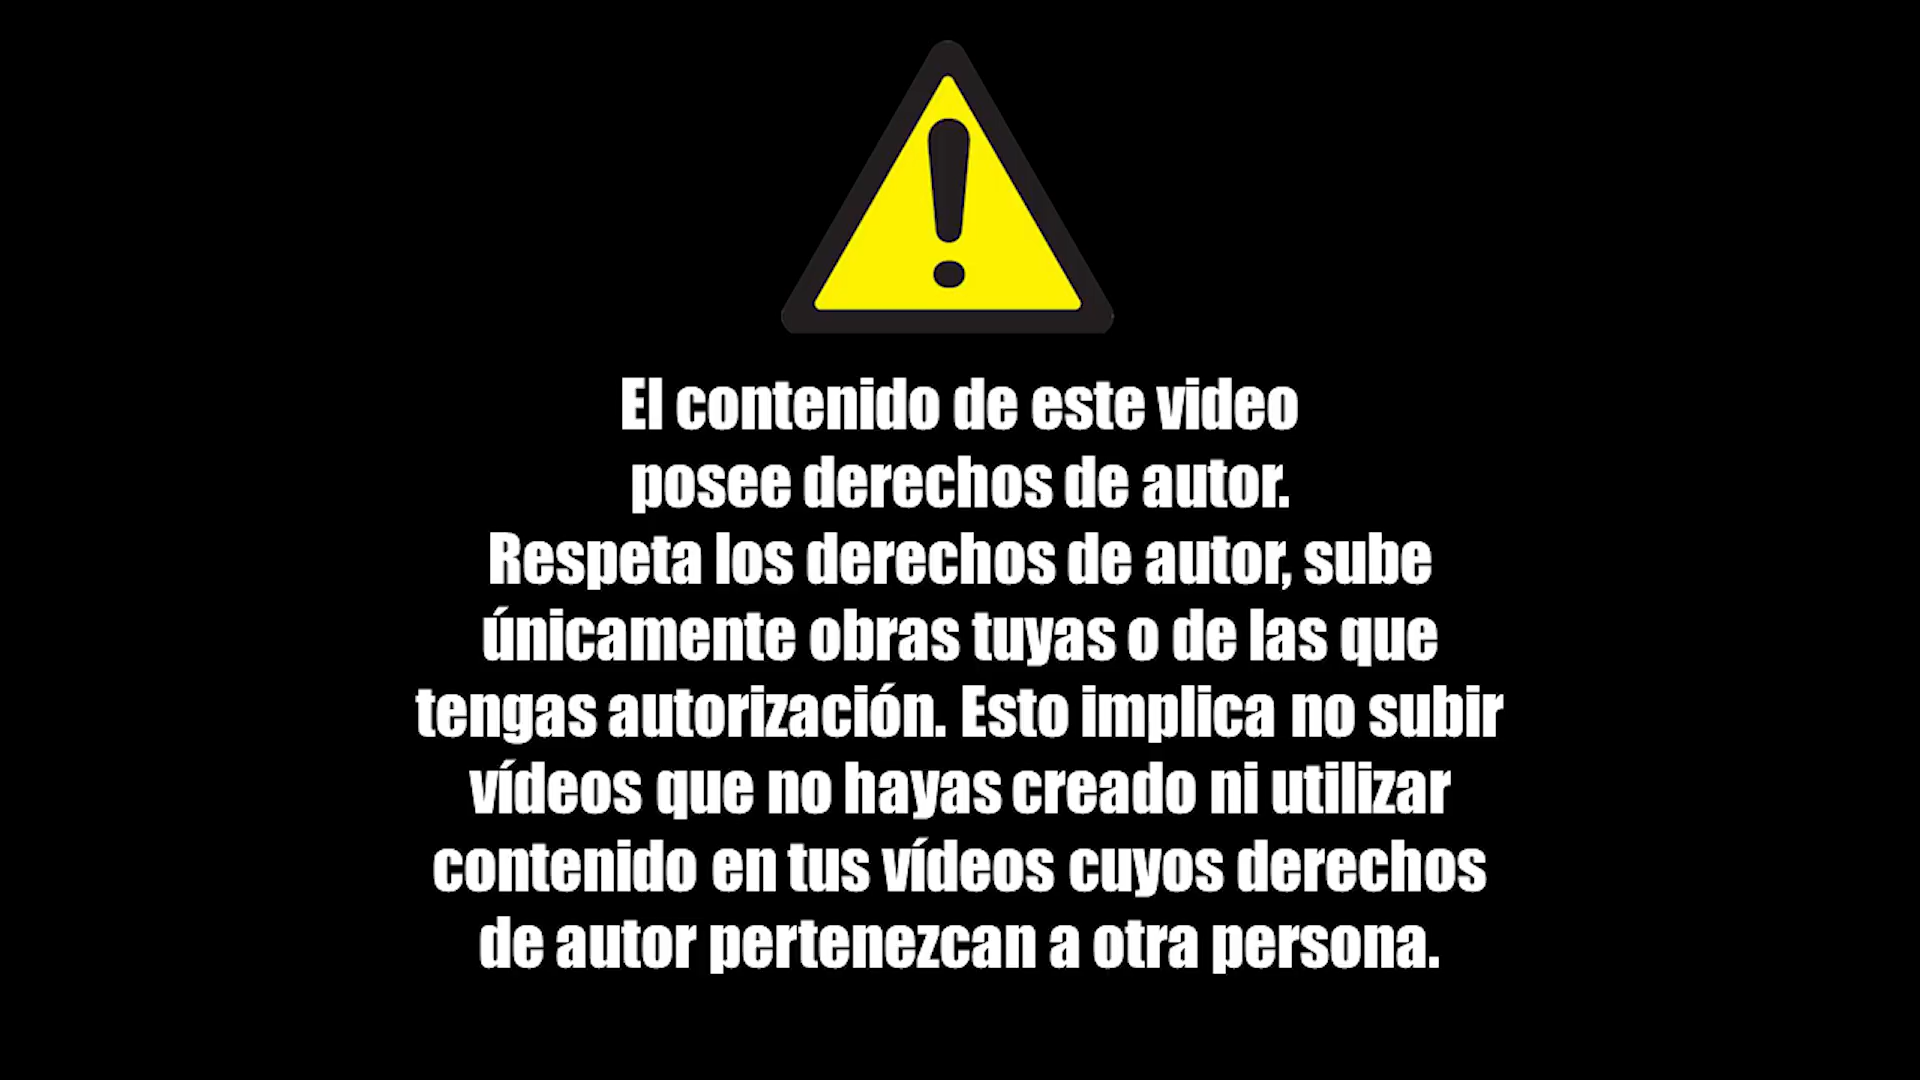 El contenido de este video
posee derechos de autor.
Respeta los derechos de autor, sube
únicamente obras tuyas o de las que
tengas autorización. Esto implica no subir
vídeos que no hayas creado ni utilizar
contenido en tus vídeos cuyos derechos
de autor pertenezcan a otra persona.